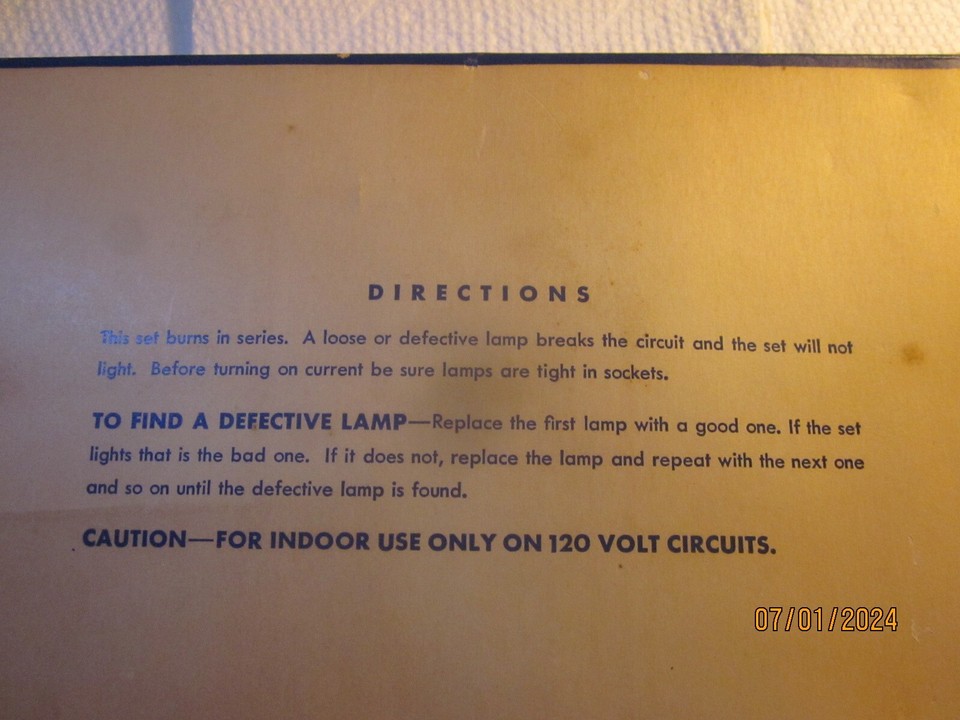 DIRECTIONS
This set burns in series. A loose or defective lamp breaks the circuit and the set will not
light. Before turning on current be sure lamps are tight in sockets.
TO FIND A DEFECTIVE LAMP—Replace the first lamp with a good one. If the set
lights that is the bad one. If it does not, replace the lamp and repeat with the next one
and so on until the defective lamp is found.
CAUTION—FOR INDOOR USE ONLY ON 120 VOLT CIRCUITS.
07/01/2024